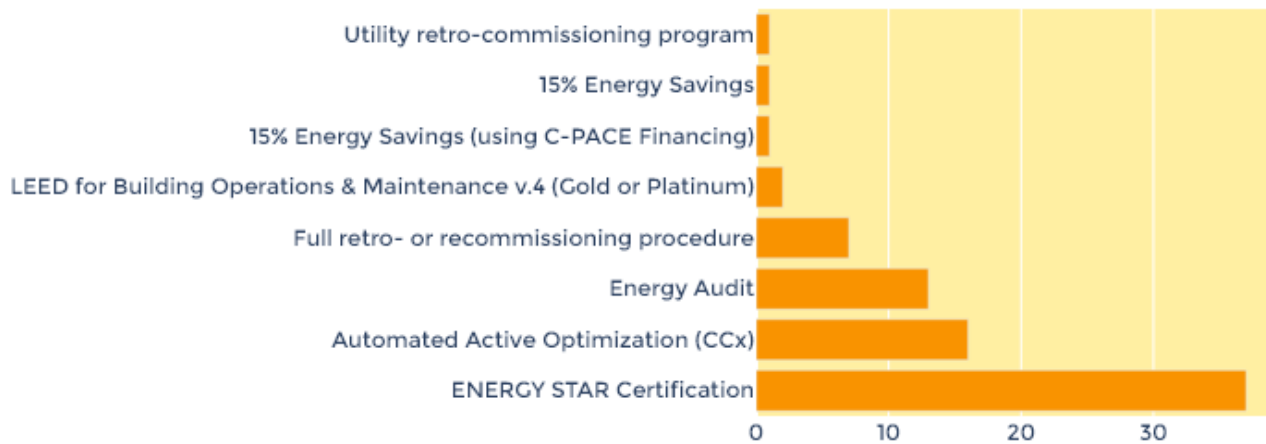 Utility retro-commissioning program
15% Energy Savings
15% Energy Savings (using C-PACE Financing)
LEED for Building Operations & Maintenance v.4 (Gold or Platinum)
Full retro- or recommissioning procedure
Energy Audit
Automated Active Optimization (CCx)
ENERGY STAR Certification
0 10 20 30